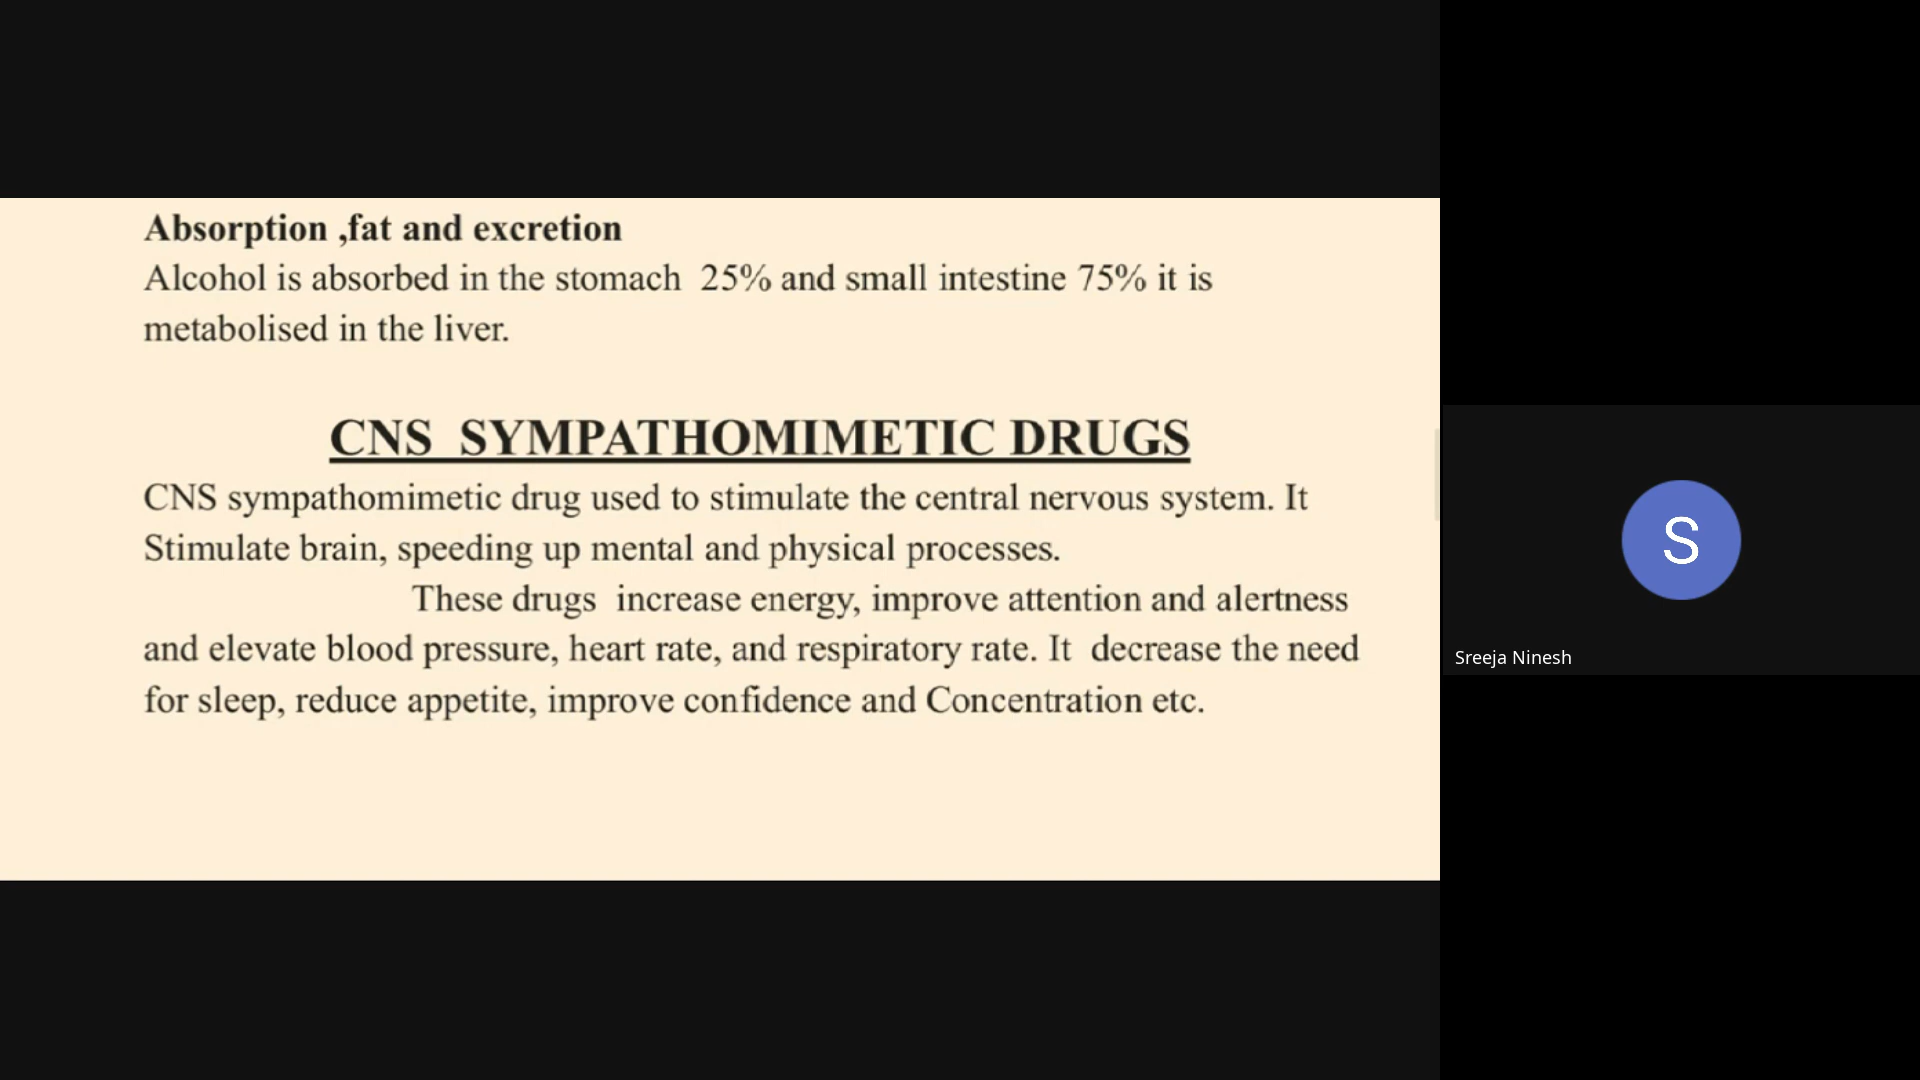 Absorption ,fat and excretion
Alcohol is absorbed in the stomach  25% and small intestine 75% it is
metabolised in the liver.
CNS  SYMPATHOMIMETIC DRUGS
CNS sympathomimetic drug used to stimulate the central nervous system. It
Stimulate brain, speeding up mental and physical processes.
These drugs  increase energy, improve attention and alertness
and elevate blood pressure, heart rate, and respiratory rate. It  decrease the need
for sleep, reduce appetite, improve confidence and Concentration etc.
S
Sreeja Ninesh